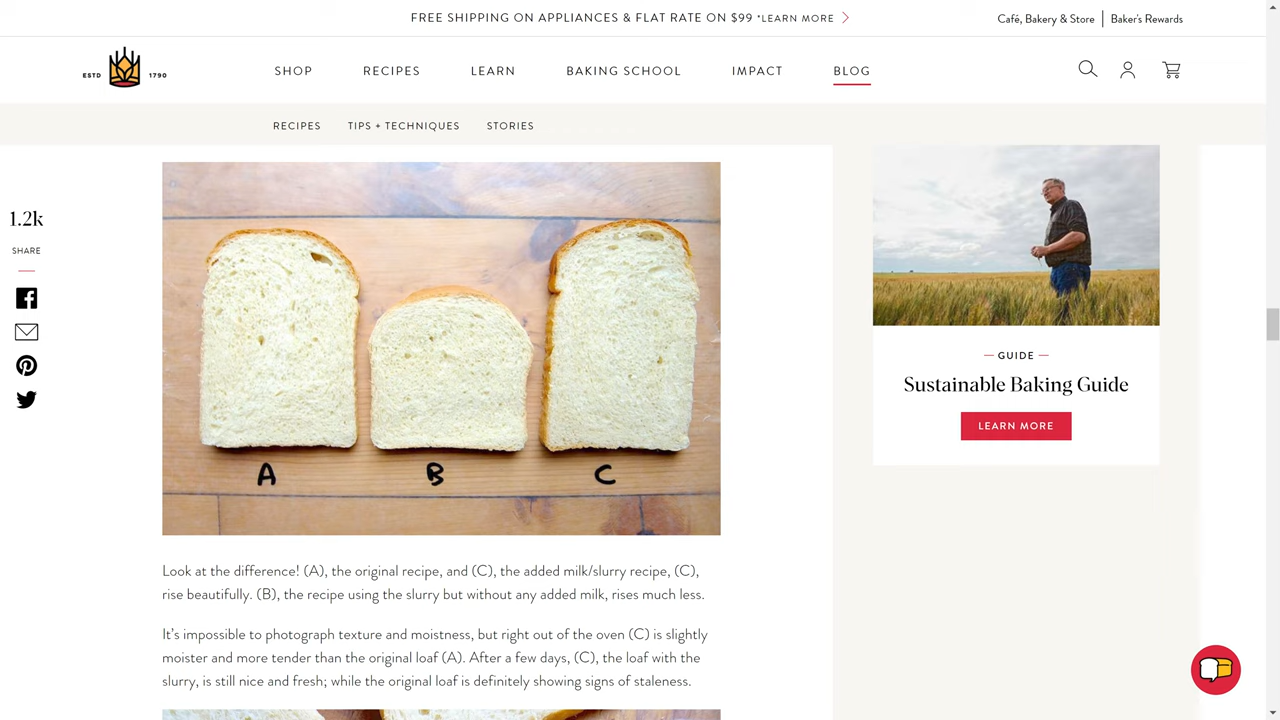 FREE SHIPPING ON APPLIANCES & FLAT RATE ON $99 *LEARN MORE
Café, Bakery & Store
Baker's Rewards
ESTD 1790
SHOP
RECIPES
LEARN
BAKING SCHOOL
IMPACT
BLOG
RECIPES
TIPS + TECHNIQUES
STORIES
1.2k
SHARE
A
B
C
Look at the difference! (A), the original recipe, and (C), the added milk/slurry recipe, (C),
rise beautifully. (B), the recipe using the slurry but without any added milk, rises much less.
It's impossible to photograph texture and moistness, but right out of the oven (C) is slightly
moister and more tender than the original loaf (A). After a few days, (C), the loaf with the
slurry, is still nice and fresh; while the original loaf is definitely showing signs of staleness.
GUIDE
Sustainable Baking Guide
LEARN MORE